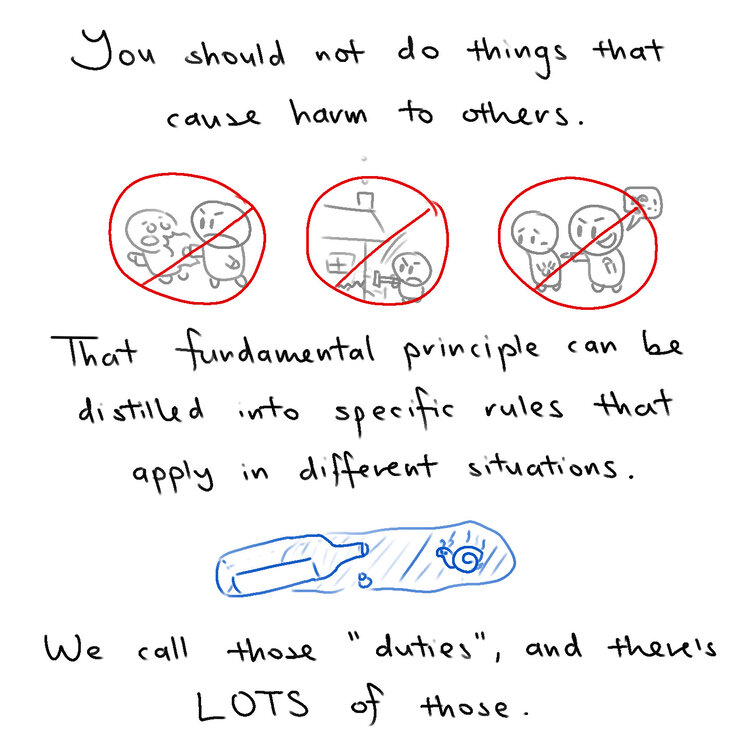 You should not do things that
cause harm to others.
That fundamental principle can be
distilled into specific rules that
apply in different situations.
We call those "duties", and there's
LOTS of those.